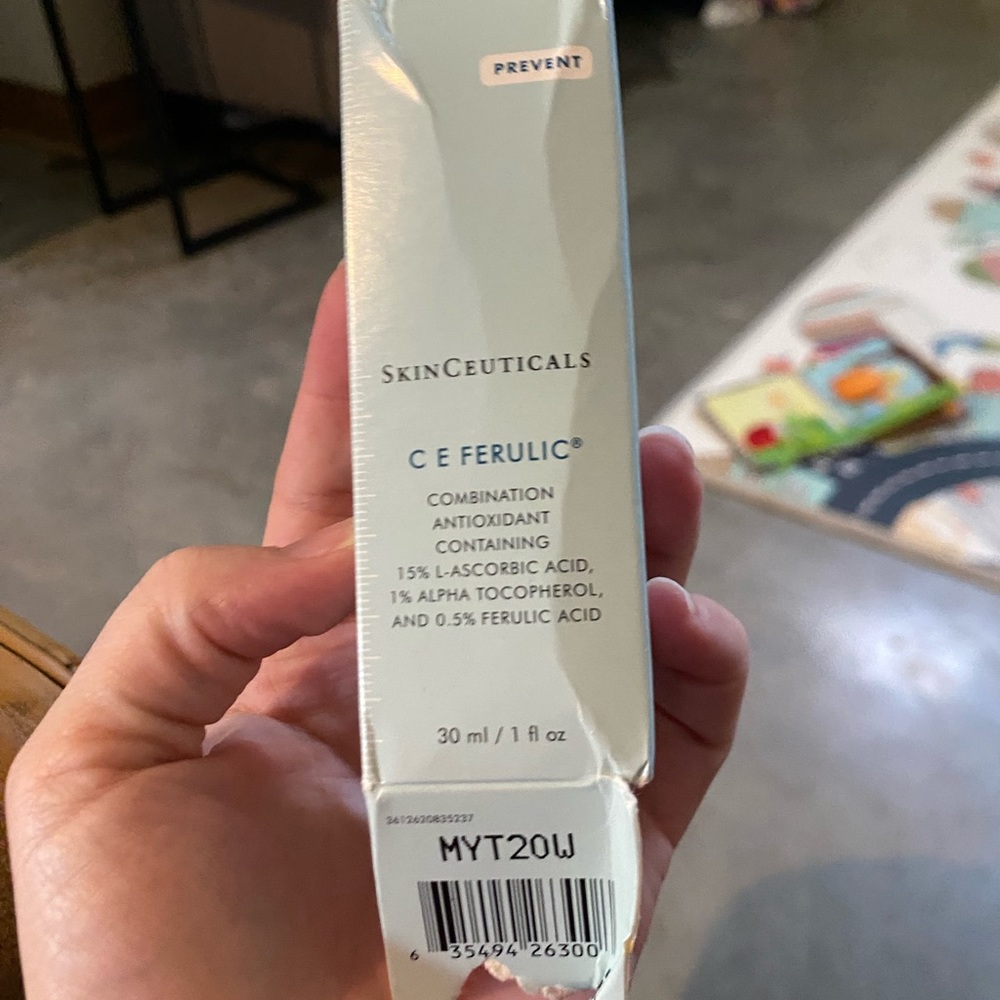 PREVENT
SKINCEUTICALS
C E FERULIC®
COMBINATION
ANTIOXIDANT
CONTAINING
15% L-ASCORBIC ACID,
1% ALPHA TOCOPHEROL,
AND 0.5% FERULIC ACID
30 ml / 1 fl oz
3612620835237
MYT20W
6 35494 26300